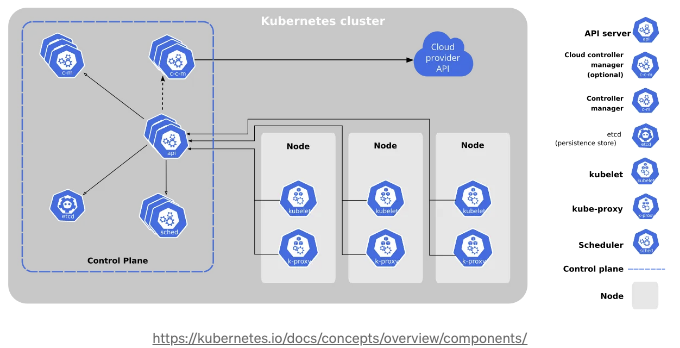 Kubernetes cluster
c-m
c-c-m
Cloud
provider
API
api
etcd
sched
Control Plane
Node
Node
Node
kubelet
kubelet
kubelet
k-proxy
k-proxy
k-proxy
API server
api
Cloud controller
manager
(optional)
c-c-m
Controller
manager
c-m
etcd
(persistence store)
etcd
kubelet
kubelet
kube-proxy
k-proxy
Scheduler
sched
Control plane
Node
https://kubernetes.io/docs/concepts/overview/components/